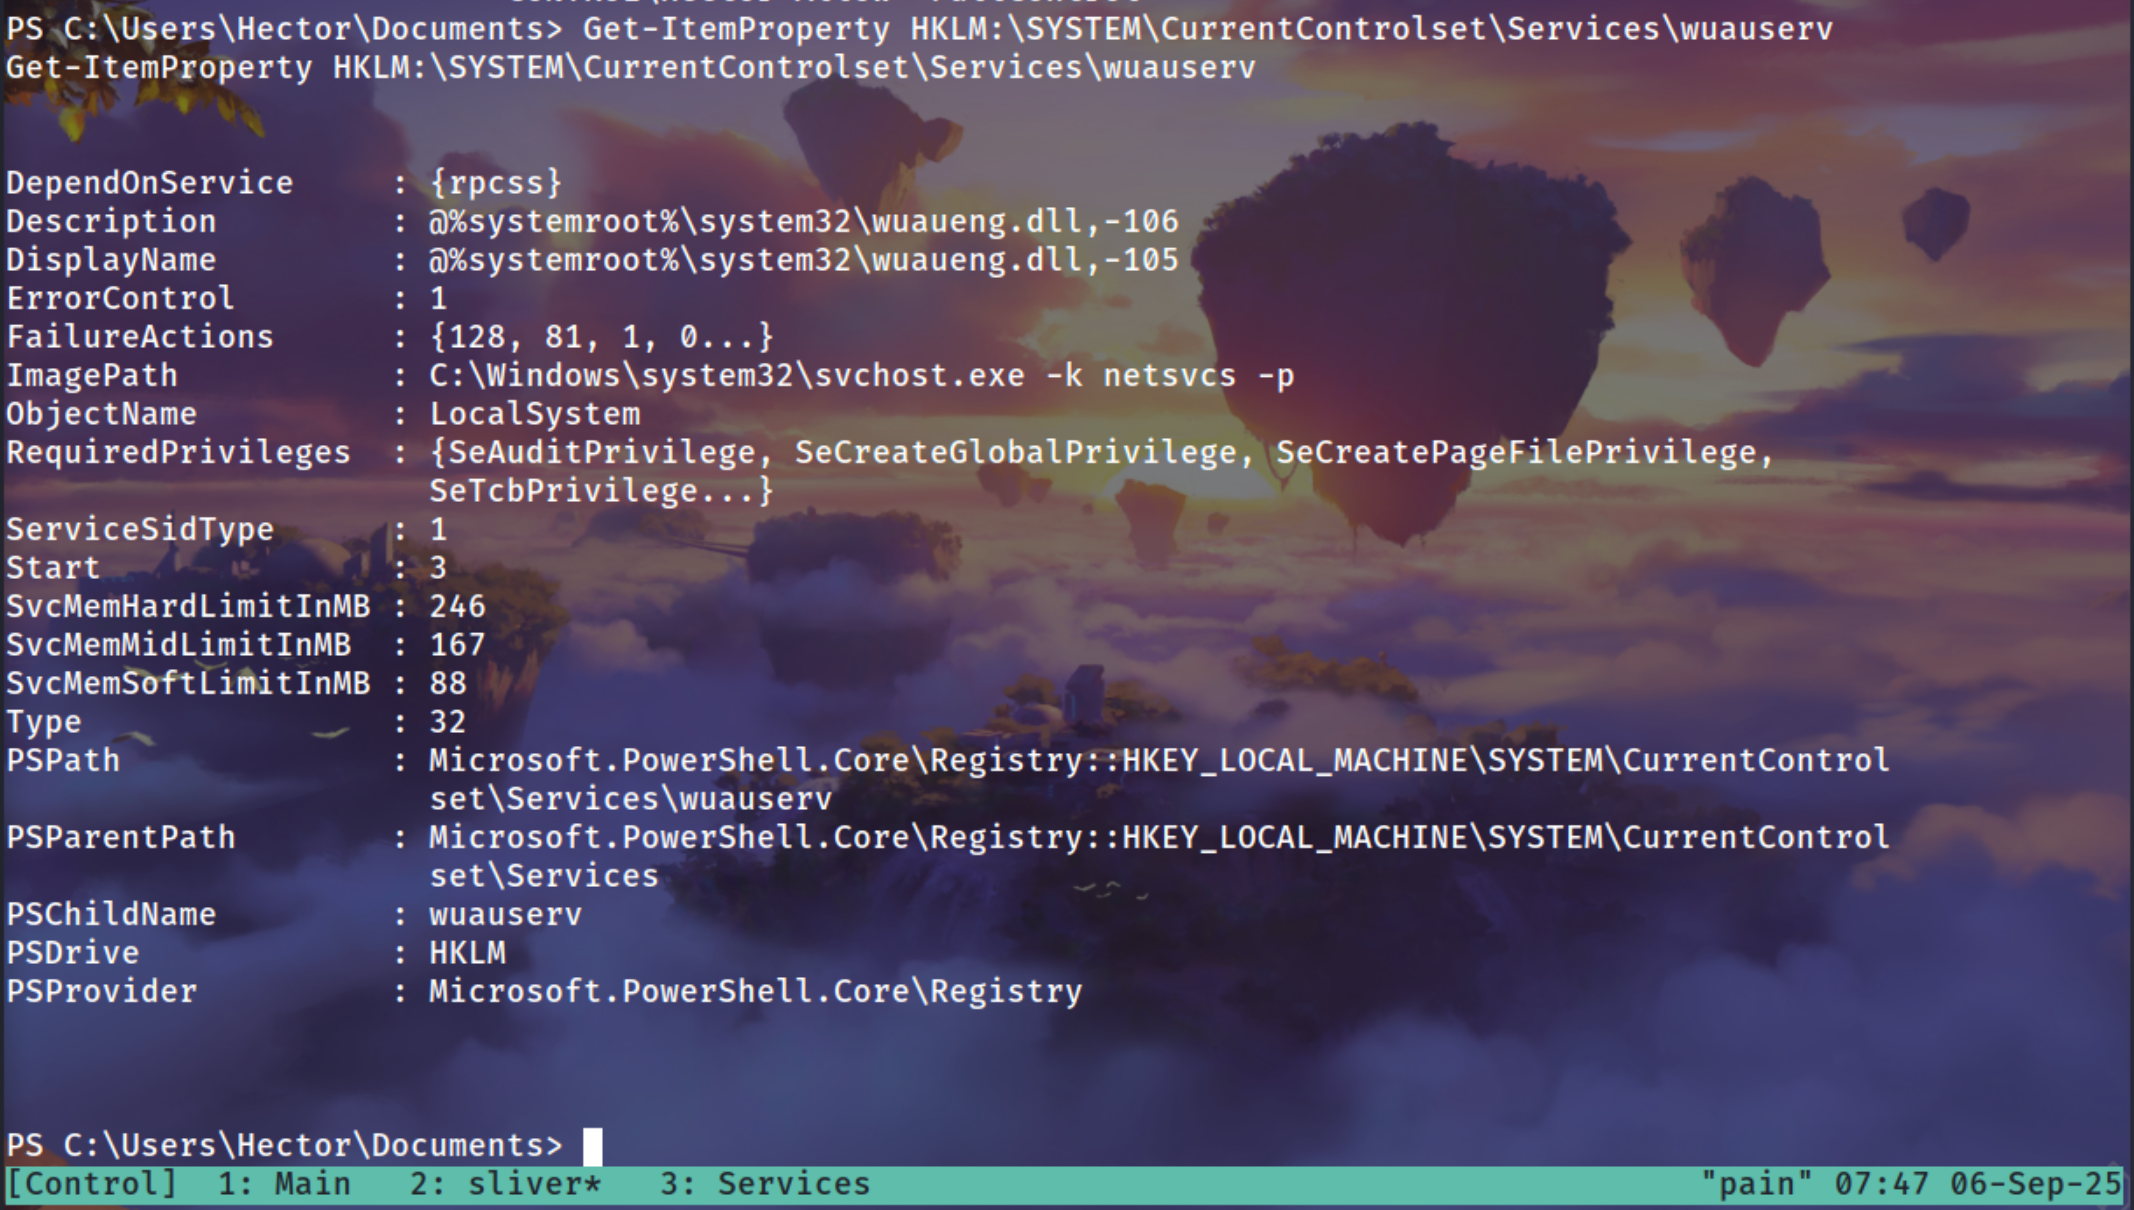 PS C:\Users\Hector\Documents> Get-ItemProperty HKLM:\SYSTEM\CurrentControlset\Services\wuauserv
Get-ItemProperty HKLM:\SYSTEM\CurrentControlset\Services\wuauserv
DependOnService      : {rpcss}
Description          : @%systemroot%\system32\wuaueng.dll,-106
DisplayName          : @%systemroot%\system32\wuaueng.dll,-105
ErrorControl         : 1
FailureActions       : {128, 81, 1, 0...}
ImagePath            : C:\Windows\system32\svchost.exe -k netsvcs -p
ObjectName           : LocalSystem
RequiredPrivileges   : {SeAuditPrivilege, SeCreateGlobalPrivilege, SeCreatePageFilePrivilege,
                       SeTcbPrivilege...}
ServiceSidType       : 1
Start                : 3
SvcMemHardLimitInMB  : 246
SvcMemMidLimitInMB   : 167
SvcMemSoftLimitInMB  : 88
Type                 : 32
PSPath               : Microsoft.PowerShell.Core\Registry::HKEY_LOCAL_MACHINE\SYSTEM\CurrentControl
                       set\Services\wuauserv
PSParentPath         : Microsoft.PowerShell.Core\Registry::HKEY_LOCAL_MACHINE\SYSTEM\CurrentControl
                       set\Services
PSChildName          : wuauserv
PSDrive              : HKLM
PSProvider           : Microsoft.PowerShell.Core\Registry
PS C:\Users\Hector\Documents>
[Control]  1: Main   2: sliver*   3: Services   "pain" 07:47 06-Sep-25